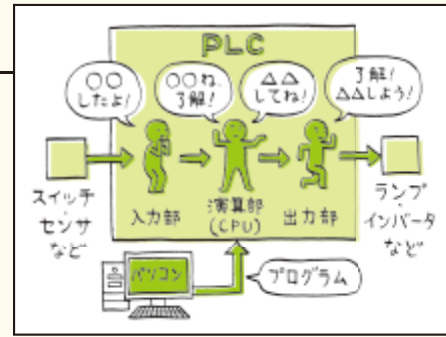 PLC
○○
したよ!
○○ね、
了解!
△△
してね!
了解!
△△しよう!
スイッチ
・
センサ
など
入力部
演算部
(CPU)
出力部
ランプ
・
インバータ
など
パソコン
プログラム